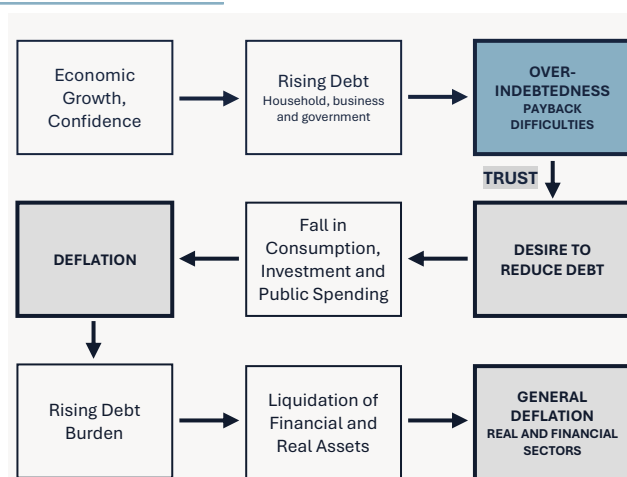 Economic
Growth,
Confidence
Rising Debt
Household, business
and government
OVER-
INDEBTEDNESS
PAYBACK
DIFFICULTIES
TRUST
DEFLATION
Fall in
Consumption,
Investment and
Public Spending
DESIRE TO
REDUCE DEBT
Rising Debt
Burden
Liquidation of
Financial and
Real Assets
GENERAL
DEFLATION
REAL AND FINANCIAL
SECTORS